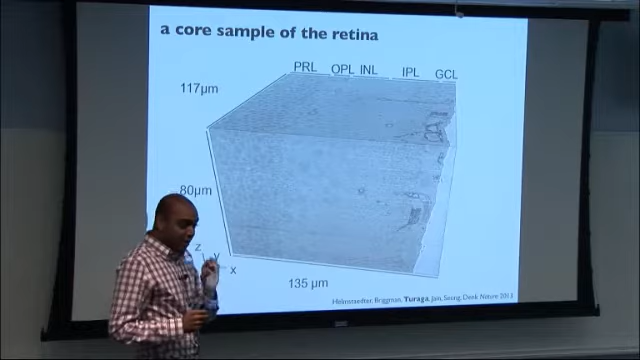 a core sample of the retina
PRL OPL INL IPL GCL
117µm
~80µm
z
y
x
135 µm
Helmstaedter, Briggman, Turaga, Jain, Seung, Denk Nature 2013